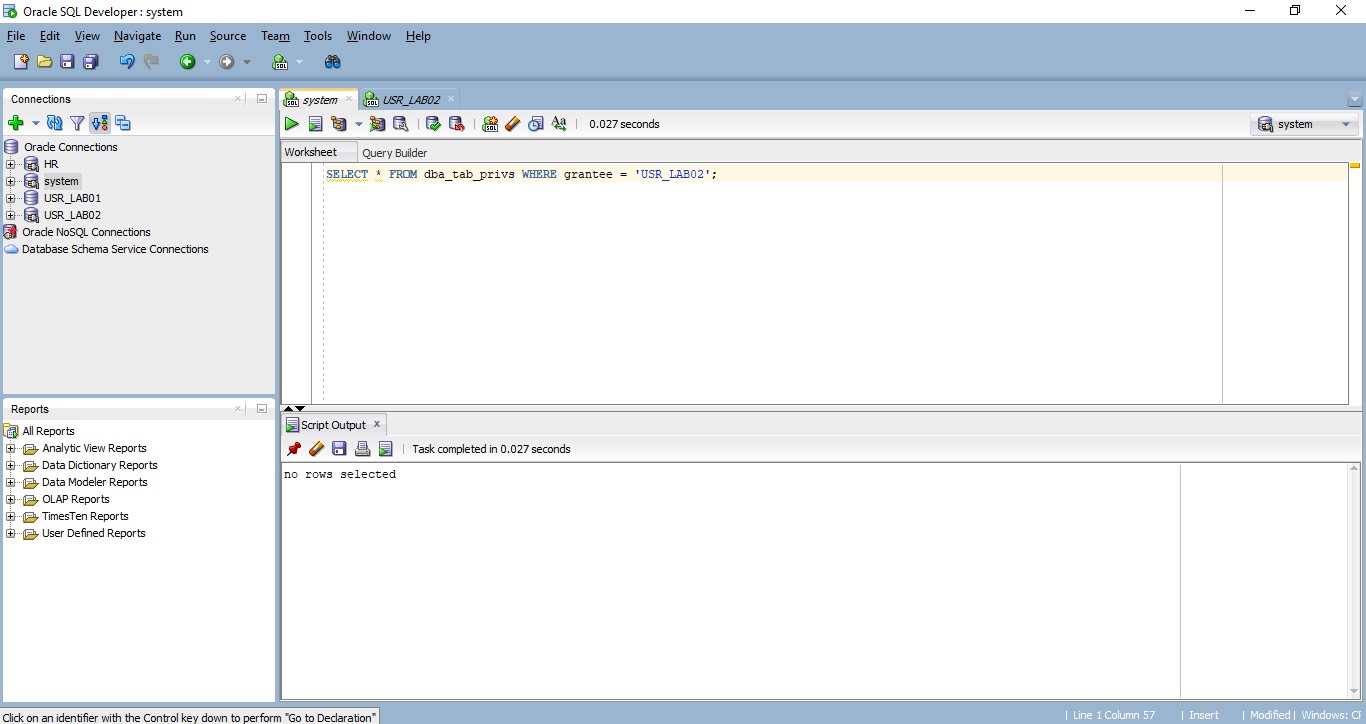 Oracle SQL Developer : system
File Edit View Navigate Run Source Team Tools Window Help
Connections
Oracle Connections
HR
system
USR_LAB01
USR_LAB02
Oracle NoSQL Connections
Database Schema Service Connections
Reports
All Reports
Analytic View Reports
Data Dictionary Reports
Data Modeler Reports
OLAP Reports
TimesTen Reports
User Defined Reports
system USR_LAB02
0.027 seconds
system
Worksheet Query Builder
SELECT * FROM dba_tab_privs WHERE grantee = 'USR_LAB02';
Script Output
Task completed in 0.027 seconds
no rows selected
Click on an identifier with the Control key down to perform "Go to Declaration"
Line 1 Column 57 | Insert | Modified | Windows: